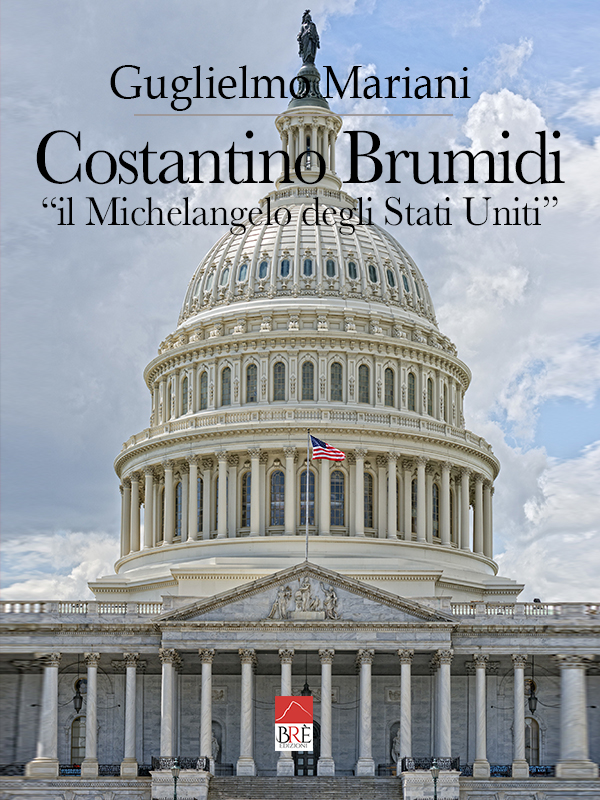 Guglielmo Mariani
Costantino Brumidi
“il Michelangelo degli Stati Uniti”
BRÈ
EDIZIONI